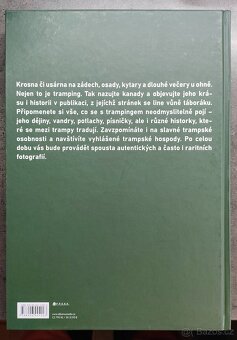 Krosna či usárna na zádech, osady, kytary a dlouhé večery u ohně.
Nejen to je tramping. Tak nazujte kanady a objevujte jeho krá-
su i historii v publikaci, z jejíchž stránek se line vůně táboráku.
Připomenete si vše, co se s trampingem neodmyslitelně pojí –
jeho dějiny, vandry, potlachy, písničky, ale i různé historky, kte-
ré se mezi trampy tradují. Zavzpomínáte i na slavné trampské
osobnosti a navštívíte vyhlášené trampské hospody. Po celou
dobu vás bude provádět spousta autentických a často i raritních
fotografií.